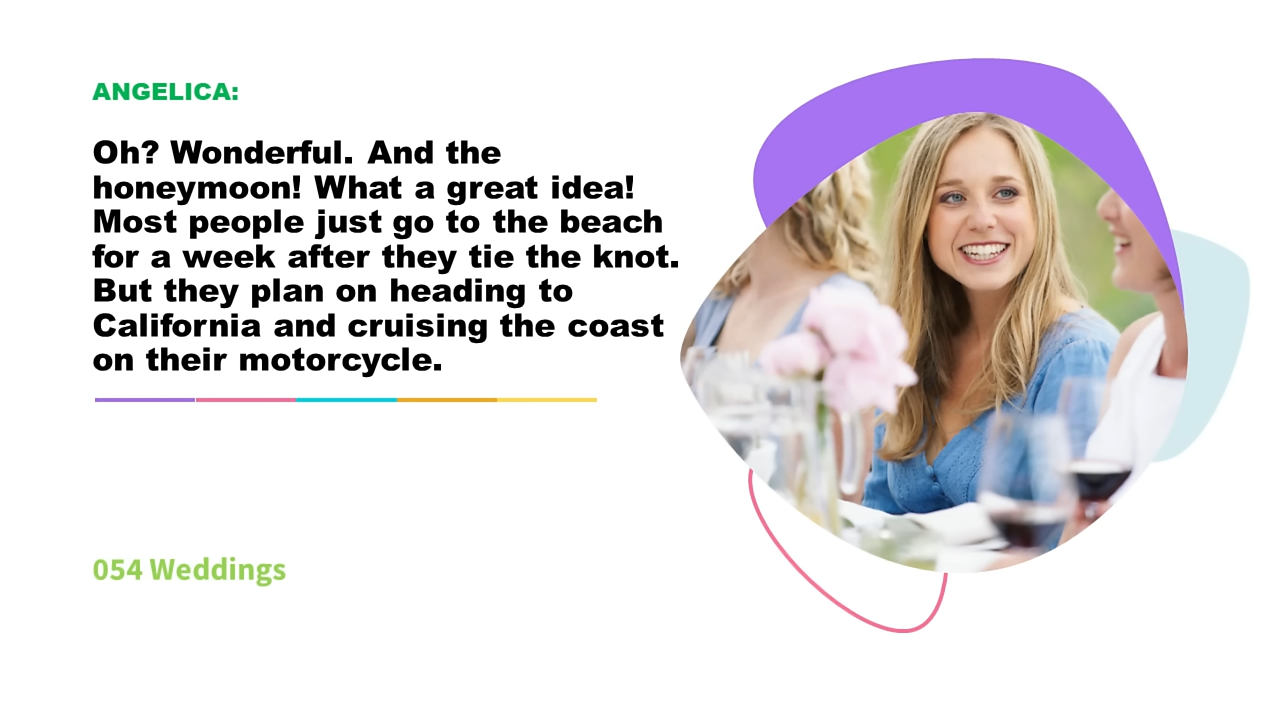 ANGELICA:
Oh? Wonderful. And the
honeymoon! What a great idea!
Most people just go to the beach
for a week after they tie the knot.
But they plan on heading to
California and cruising the coast
on their motorcycle.
054 Weddings